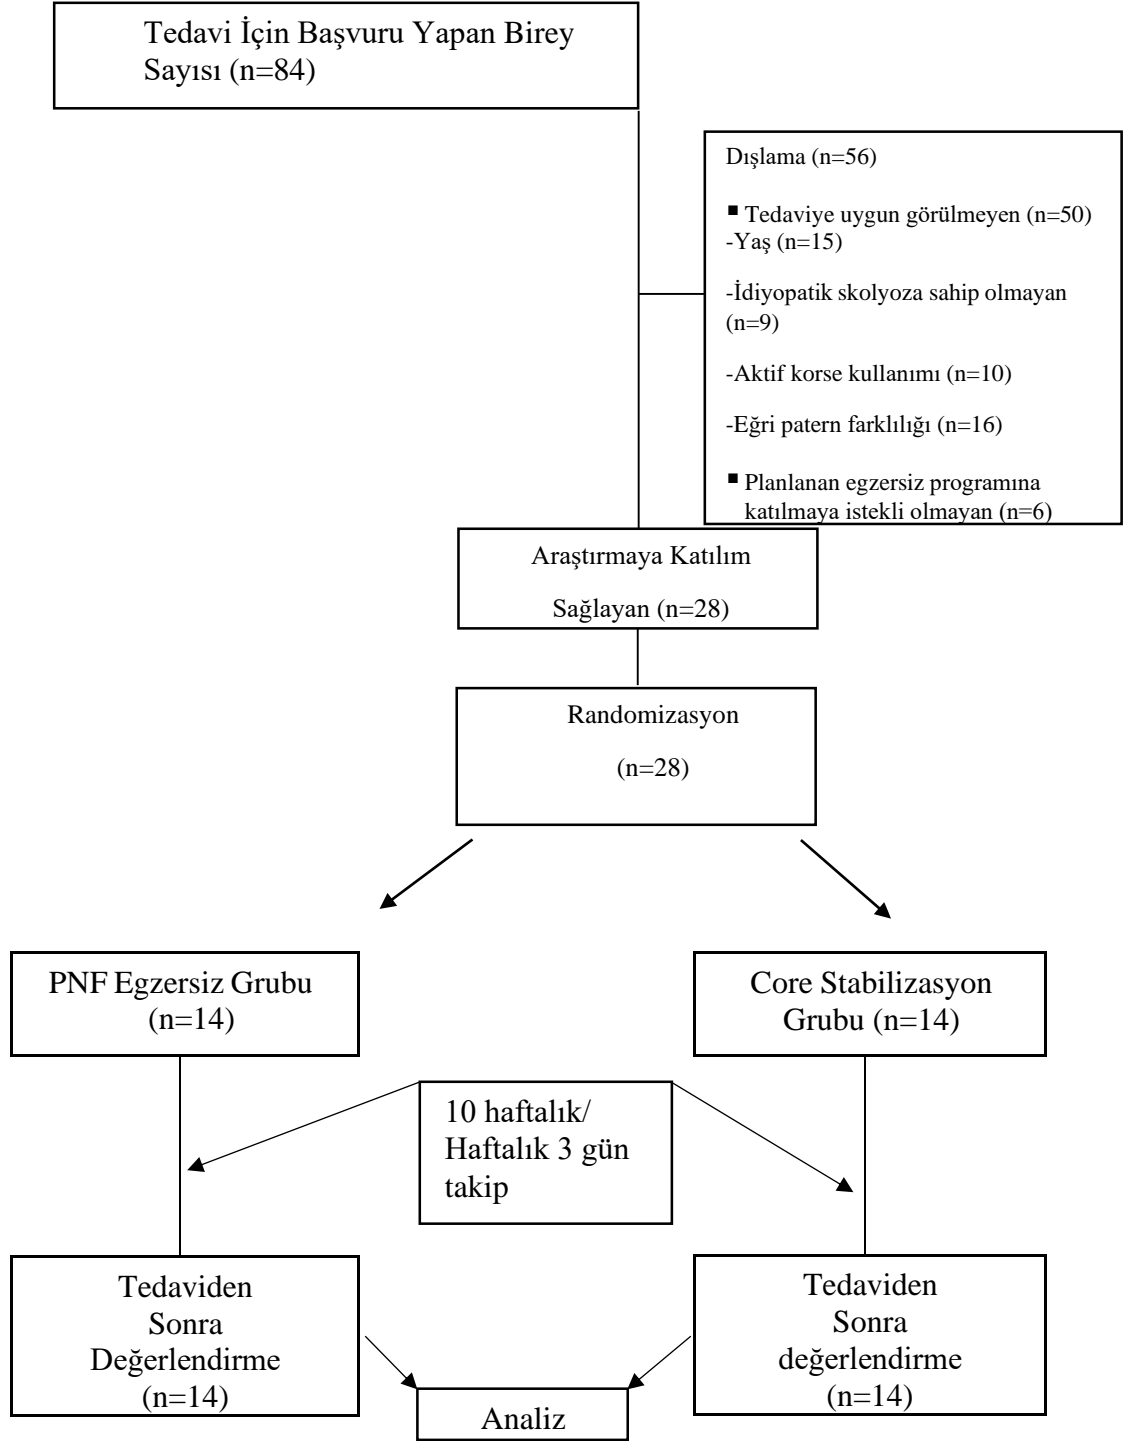 Tedavi İçin Başvuru Yapan Birey
Sayısı (n=84)
Dışlama (n=56)
▪ Tedaviye uygun görülmeyen (n=50)
-Yaş (n=15)
-İdiyopatik skolyoza sahip olmayan
(n=9)
-Aktif korse kullanımı (n=10)
-Eğri patern farklılığı (n=16)
▪ Planlanan egzersiz programına
katılmaya istekli olmayan (n=6)
Araştırmaya Katılım
Sağlayan (n=28)
Randomizasyon
(n=28)
PNF Egzersiz Grubu
(n=14)
Core Stabilizasyon
Grubu (n=14)
10 haftalık/
Haftalık 3 gün
takip
Tedaviden
Sonra
Değerlendirme
(n=14)
Tedaviden
Sonra
değerlendirme
(n=14)
Analiz